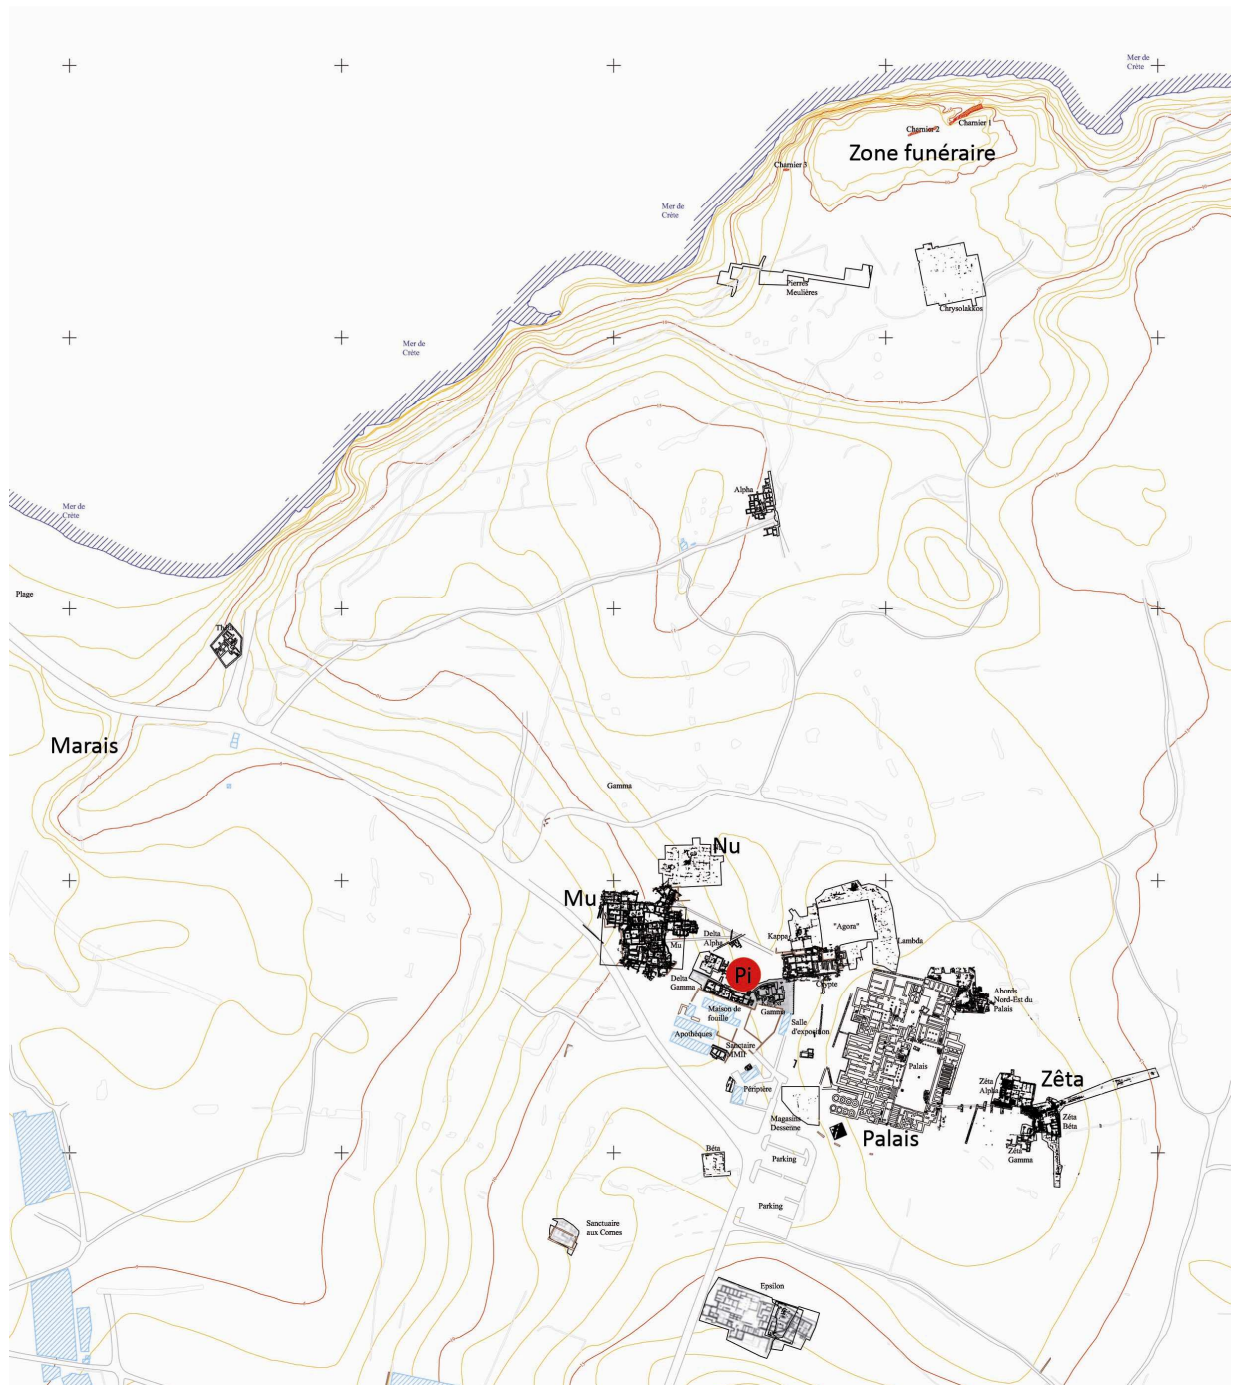 Mer de
Crète
Charnier 2
Charnier 1
Zone funéraire
Charnier 3
Mer de
Crète
Pierres
Meulières
Chrysolakkos
Mer de
Crète
Alpha
Mer de
Crète
Plage
Thêta
Marais
Gamma
Nu
Mu
Mu
Delta
Alpha
Kappa
"Agora"
Lambda
Delta
Gamma
Pi
Crypte
Maison de
fouille
Gamma
Salle
d'exposition
Abords
Nord-Est du
Palais
Apothèques
Sanctaire
MMII
Palais
Périptère
Zêta
Zêta
Alpha
Magasins
Dessenne
Zêta
Béta
Palais
Zêta
Gamma
Béta
Parking
Parking
Sanctuaire
aux Cornes
Epsilon